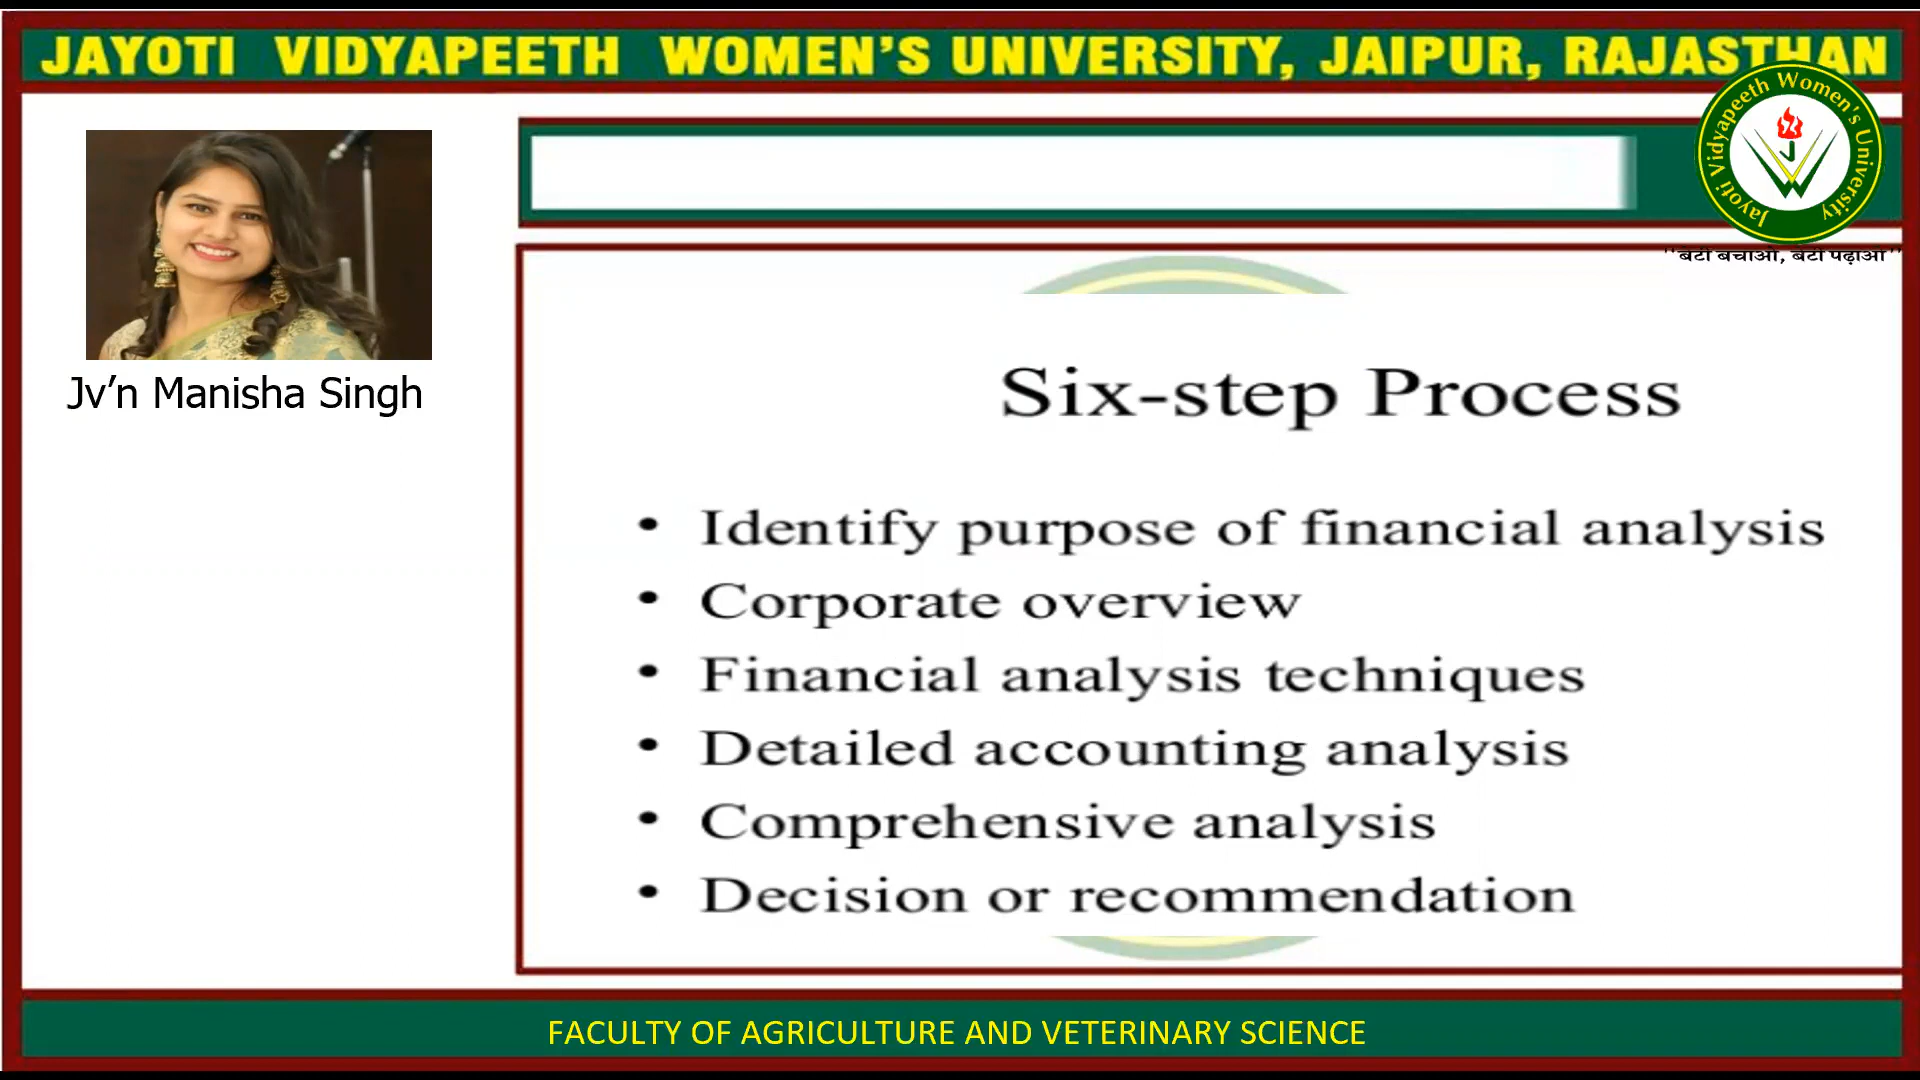 JAYOTI VIDYAPEETH WOMEN'S UNIVERSITY, JAIPUR, RAJASTHAN
Jayoti Vidyapeeth Women's University
"बेटी बचाओ, बेटी पढ़ाओ"
Jv'n Manisha Singh
Six-step Process
• Identify purpose of financial analysis
• Corporate overview
• Financial analysis techniques
• Detailed accounting analysis
• Comprehensive analysis
• Decision or recommendation
FACULTY OF AGRICULTURE AND VETERINARY SCIENCE